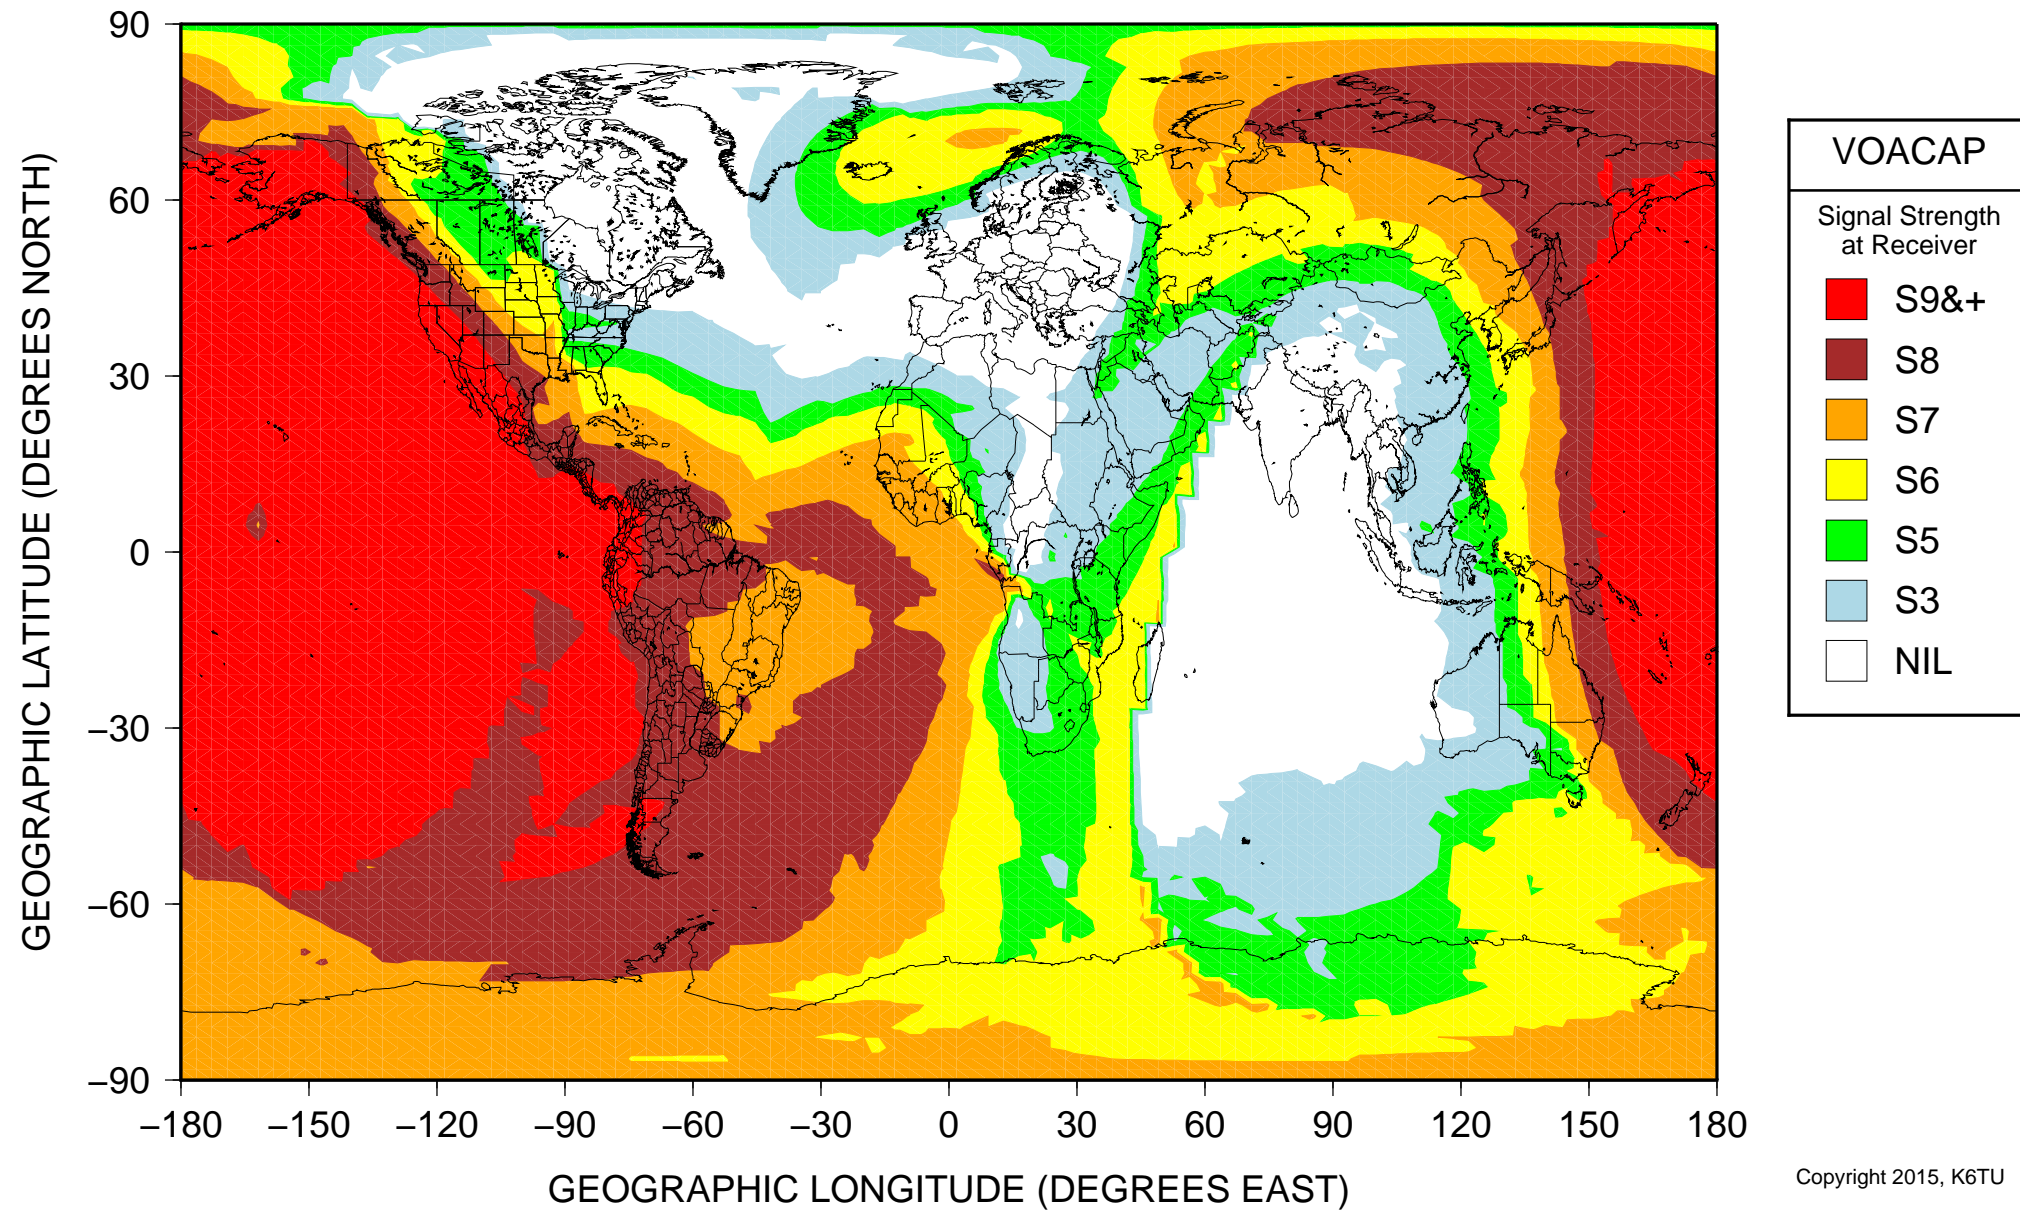 90
60
30
0
−30
−60
−90
−180
−150
−120
−90
−60
−30
0
30
60
90
120
150
180
GEOGRAPHIC LATITUDE (DEGREES NORTH)
GEOGRAPHIC LONGITUDE (DEGREES EAST)
VOACAP
Signal Strength
at Receiver
S9&+
S8
S7
S6
S5
S3
NIL
Copyright 2015, K6TU